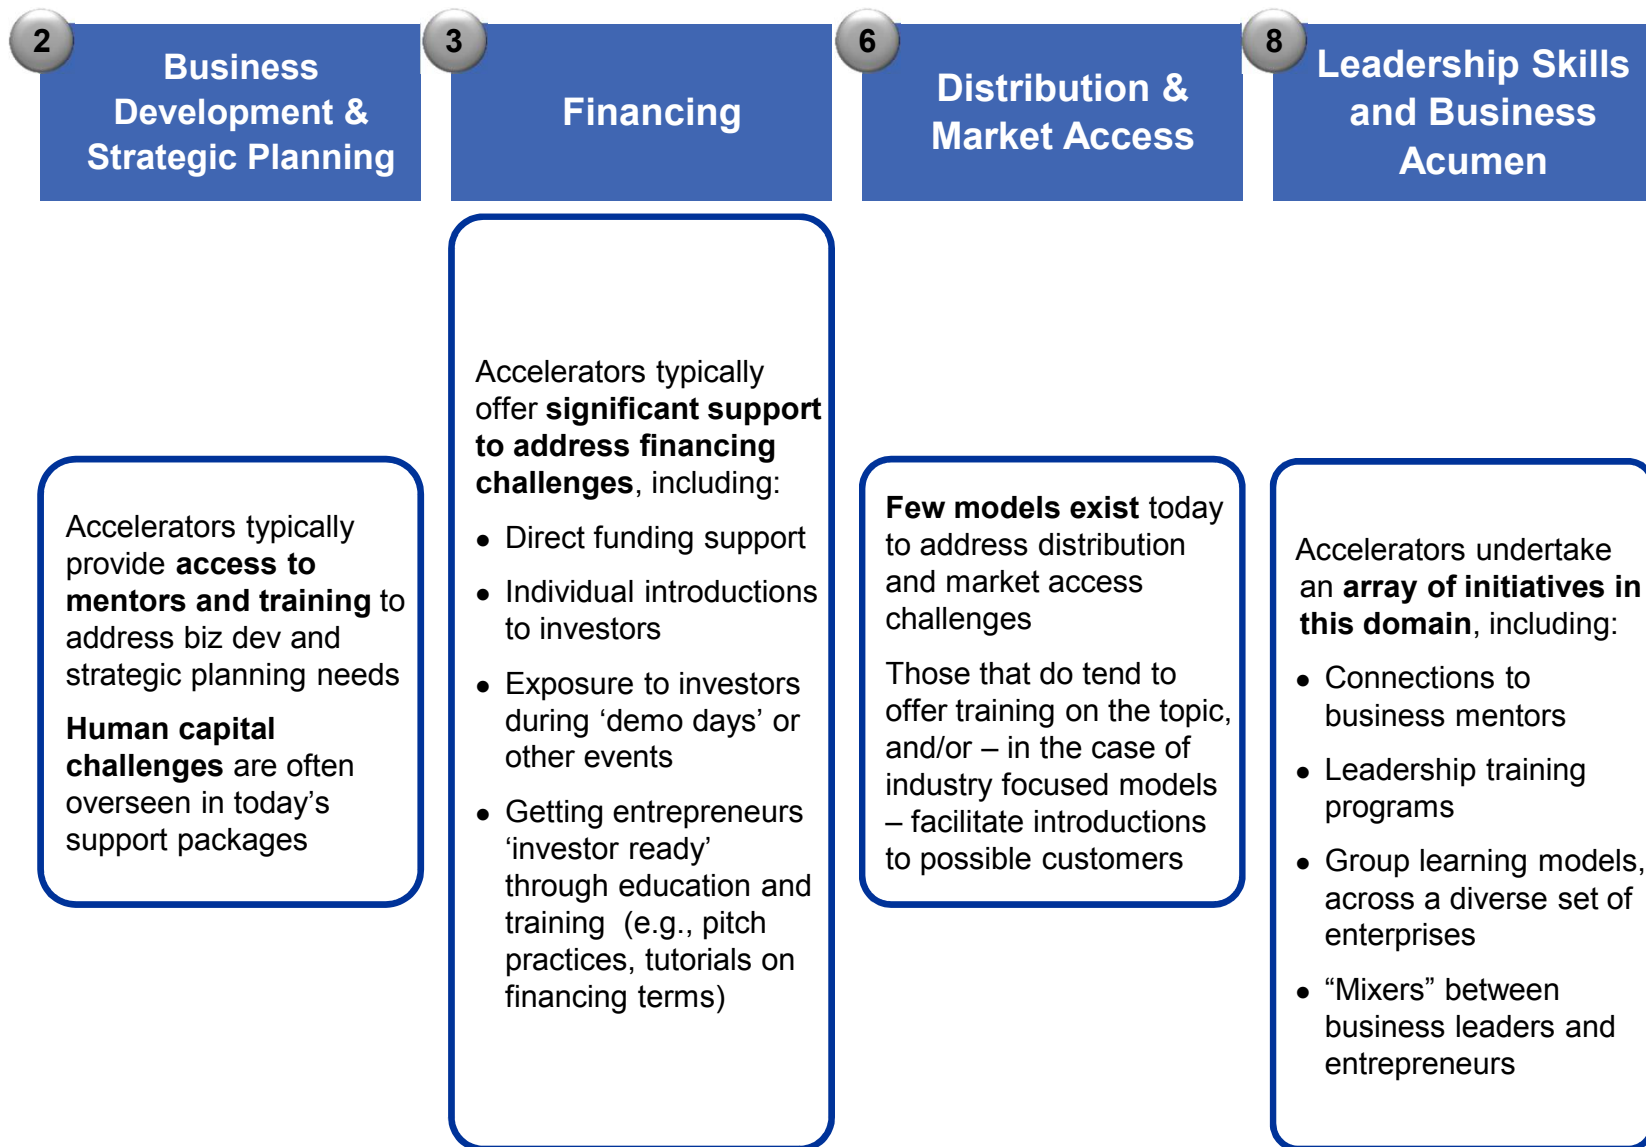 2
Business
Development &
Strategic Planning
Accelerators typically
provide access to
mentors and training to
address biz dev and
strategic planning needs
Human capital
challenges are often
overseen in today’s
support packages
3
Financing
Accelerators typically
offer significant support
to address financing
challenges, including:
• Direct funding support
• Individual introductions
to investors
• Exposure to investors
during ‘demo days’ or
other events
• Getting entrepreneurs
‘investor ready’
through education and
training (e.g., pitch
practices, tutorials on
financing terms)
6
Distribution &
Market Access
Few models exist today
to address distribution
and market access
challenges
Those that do tend to
offer training on the topic,
and/or – in the case of
industry focused models
– facilitate introductions
to possible customers
8
Leadership Skills
and Business
Acumen
Accelerators undertake
an array of initiatives in
this domain, including:
• Connections to
business mentors
• Leadership training
programs
• Group learning models,
across a diverse set of
enterprises
• “Mixers” between
business leaders and
entrepreneurs